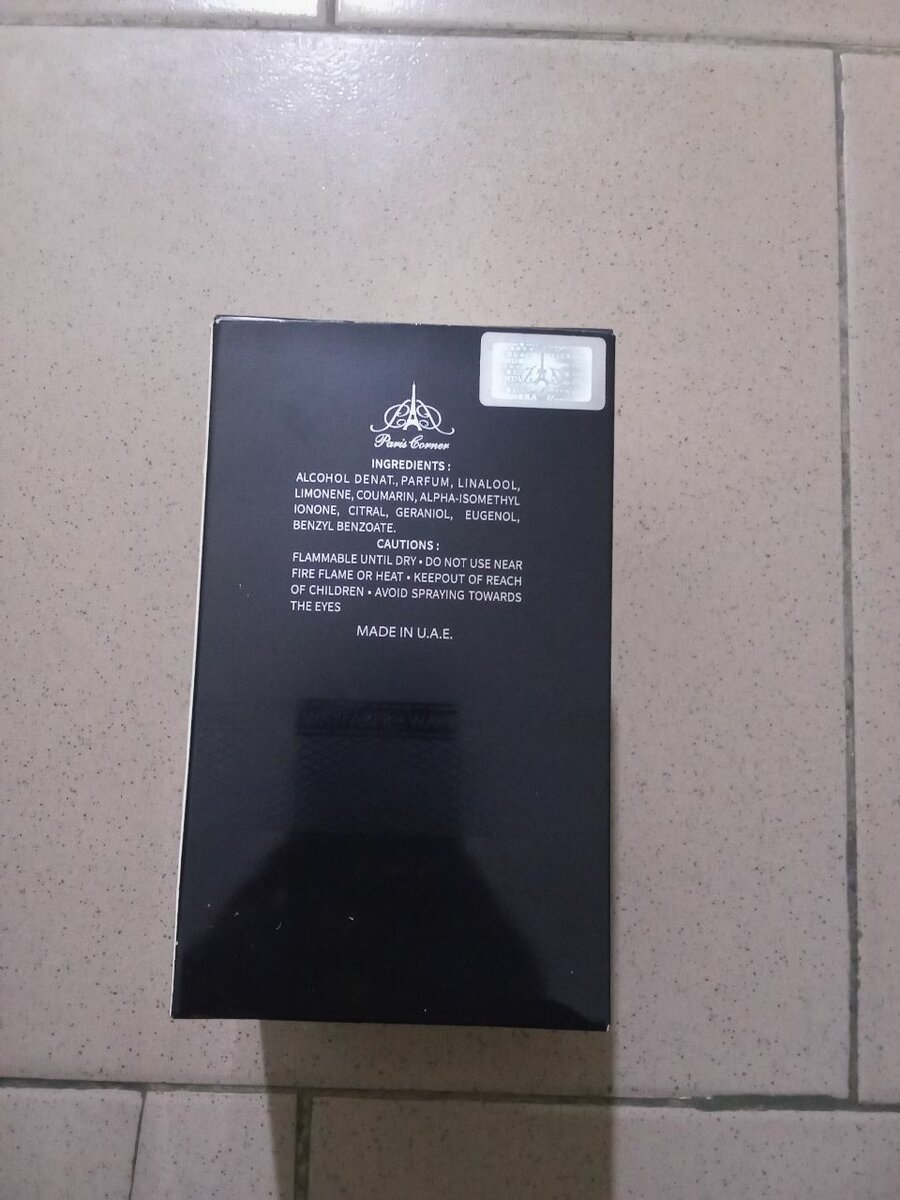 Paris Corner
INGREDIENTS :
ALCOHOL DENAT., PARFUM, LINALOOL,
LIMONENE, COUMARIN, ALPHA-ISOMETHYL
IONONE, CITRAL, GERANIOL, EUGENOL,
BENZYL BENZOATE.
CAUTIONS :
FLAMMABLE UNTIL DRY • DO NOT USE NEAR
FIRE FLAME OR HEAT • KEEPOUT OF REACH
OF CHILDREN • AVOID SPRAYING TOWARDS
THE EYES
MADE IN U.A.E.